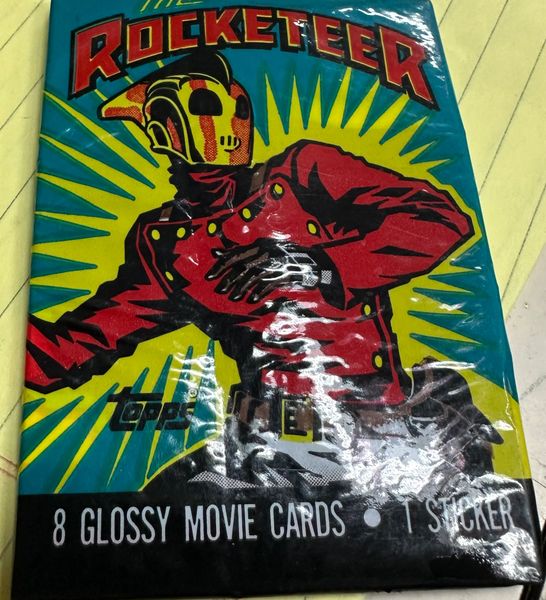 THE
ROCKETEER
topps®
8 GLOSSY MOVIE CARDS • 1 STICKER